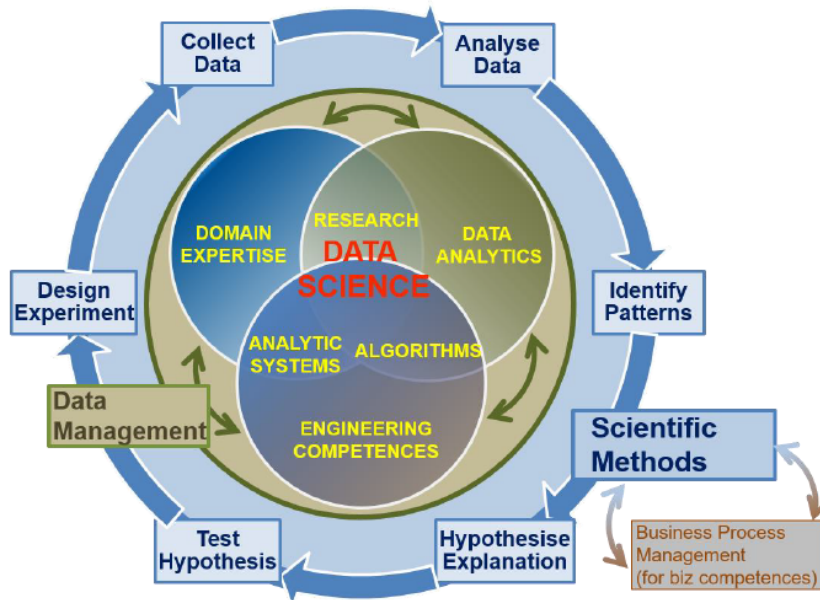 Collect
Data
Analyse
Data
RESEARCH
DOMAIN
EXPERTISE
DATA
ANALYTICS
DATA
SCIENCE
Design
Experiment
Identify
Patterns
ANALYTIC
SYSTEMS
ALGORITHMS
Data
Management
ENGINEERING
COMPETENCES
Scientific
Methods
Test
Hypothesis
Hypothesise
Explanation
Business Process
Management
(for biz competences)